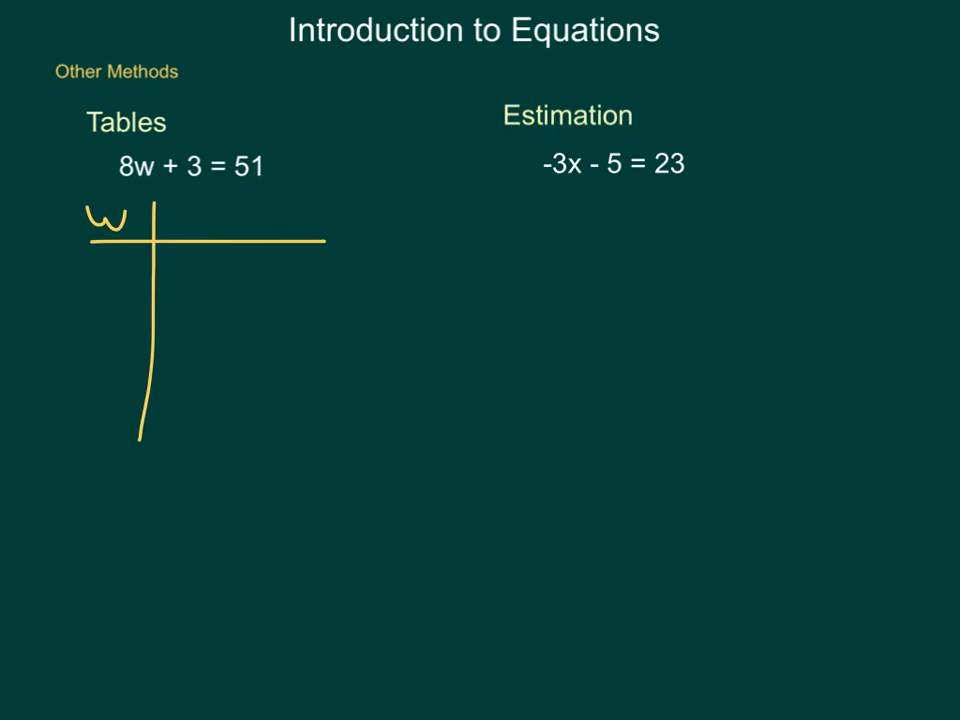 Introduction to Equations
Other Methods
Tables
8w + 3 = 51
w
Estimation
-3x - 5 = 23